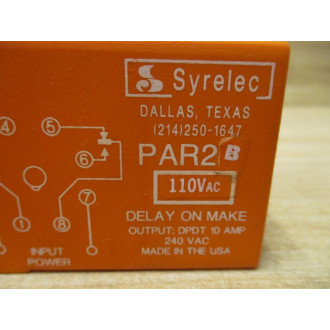 Syrelec
DALLAS, TEXAS
(214)250-1647
PAR2 B
110VAC
DELAY ON MAKE
OUTPUT: DPDT 10 AMP
240 VAC
MADE IN THE USA
4 5
6
1 8 7
INPUT
POWER